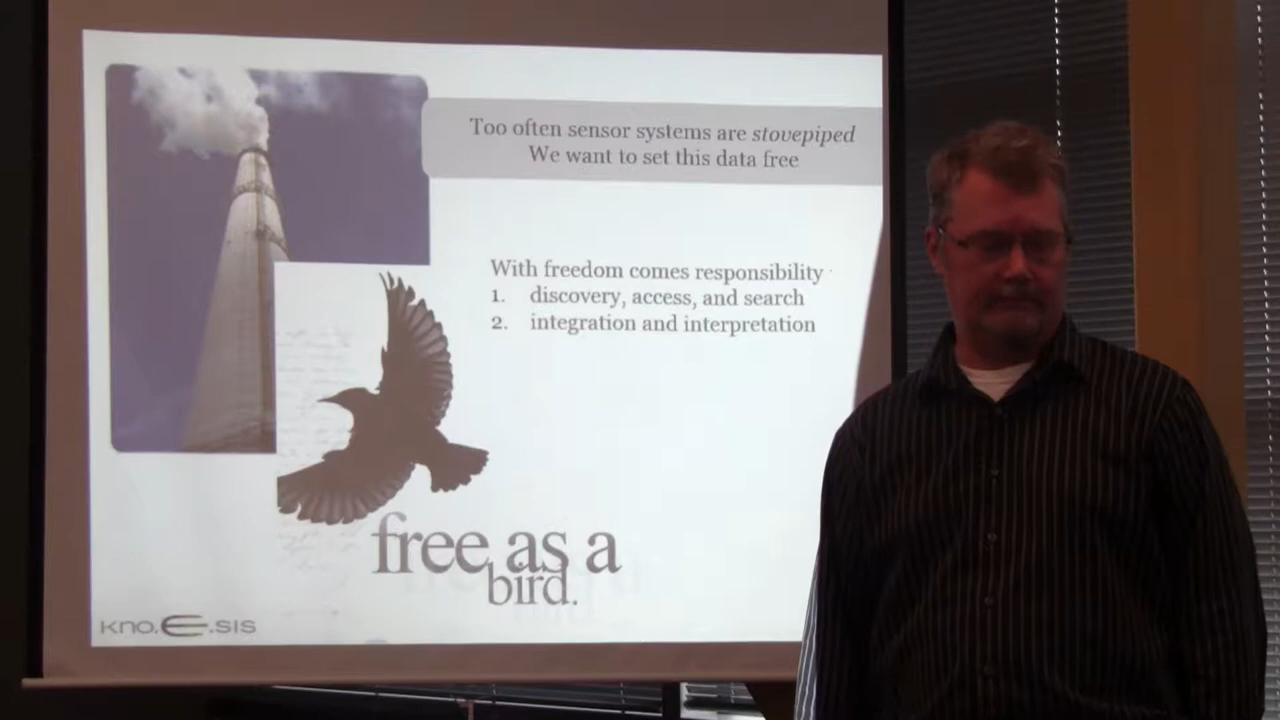 Too often sensor systems are stovepiped
We want to set this data free
With freedom comes responsibility
1. discovery, access, and search
2. integration and interpretation
free as a
bird.
kno.e.sis